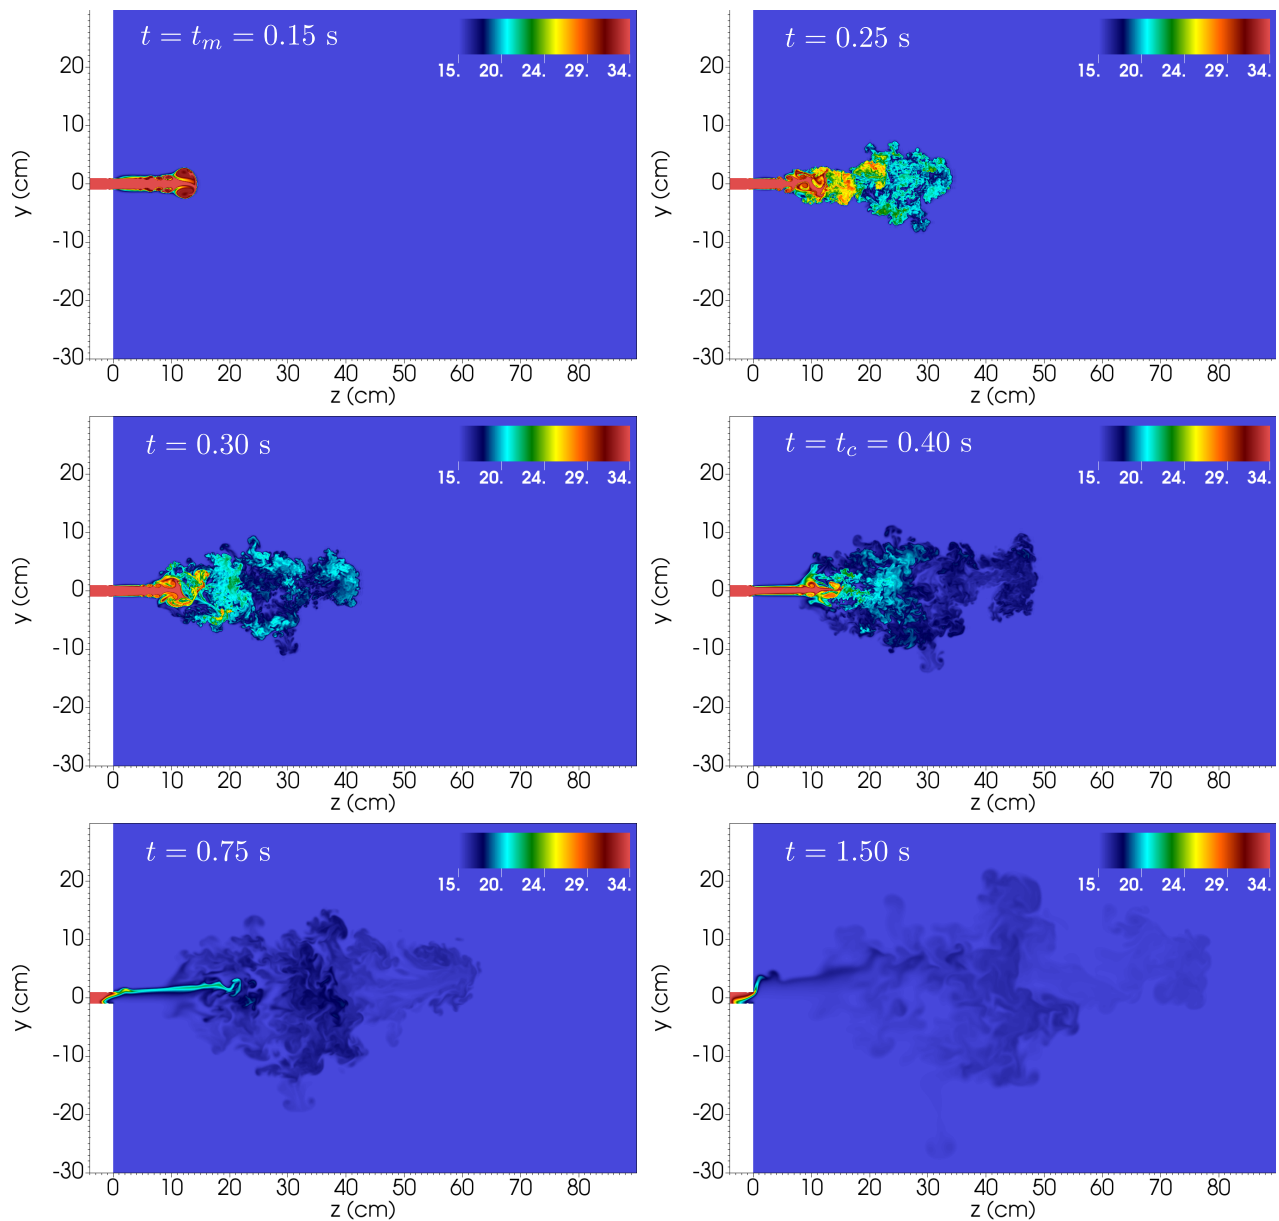 t = t_m = 0.15 s
15. 20. 24. 29. 34.
20
10
0
-10
-20
-30
y (cm)
0 10 20 30 40 50 60 70 80
z (cm)
t = 0.25 s
15. 20. 24. 29. 34.
20
10
0
-10
-20
-30
y (cm)
0 10 20 30 40 50 60 70 80
z (cm)
t = 0.30 s
15. 20. 24. 29. 34.
20
10
0
-10
-20
-30
y (cm)
0 10 20 30 40 50 60 70 80
z (cm)
t = t_c = 0.40 s
15. 20. 24. 29. 34.
20
10
0
-10
-20
-30
y (cm)
0 10 20 30 40 50 60 70 80
z (cm)
t = 0.75 s
15. 20. 24. 29. 34.
20
10
0
-10
-20
-30
y (cm)
0 10 20 30 40 50 60 70 80
z (cm)
t = 1.50 s
15. 20. 24. 29. 34.
20
10
0
-10
-20
-30
y (cm)
0 10 20 30 40 50 60 70 80
z (cm)